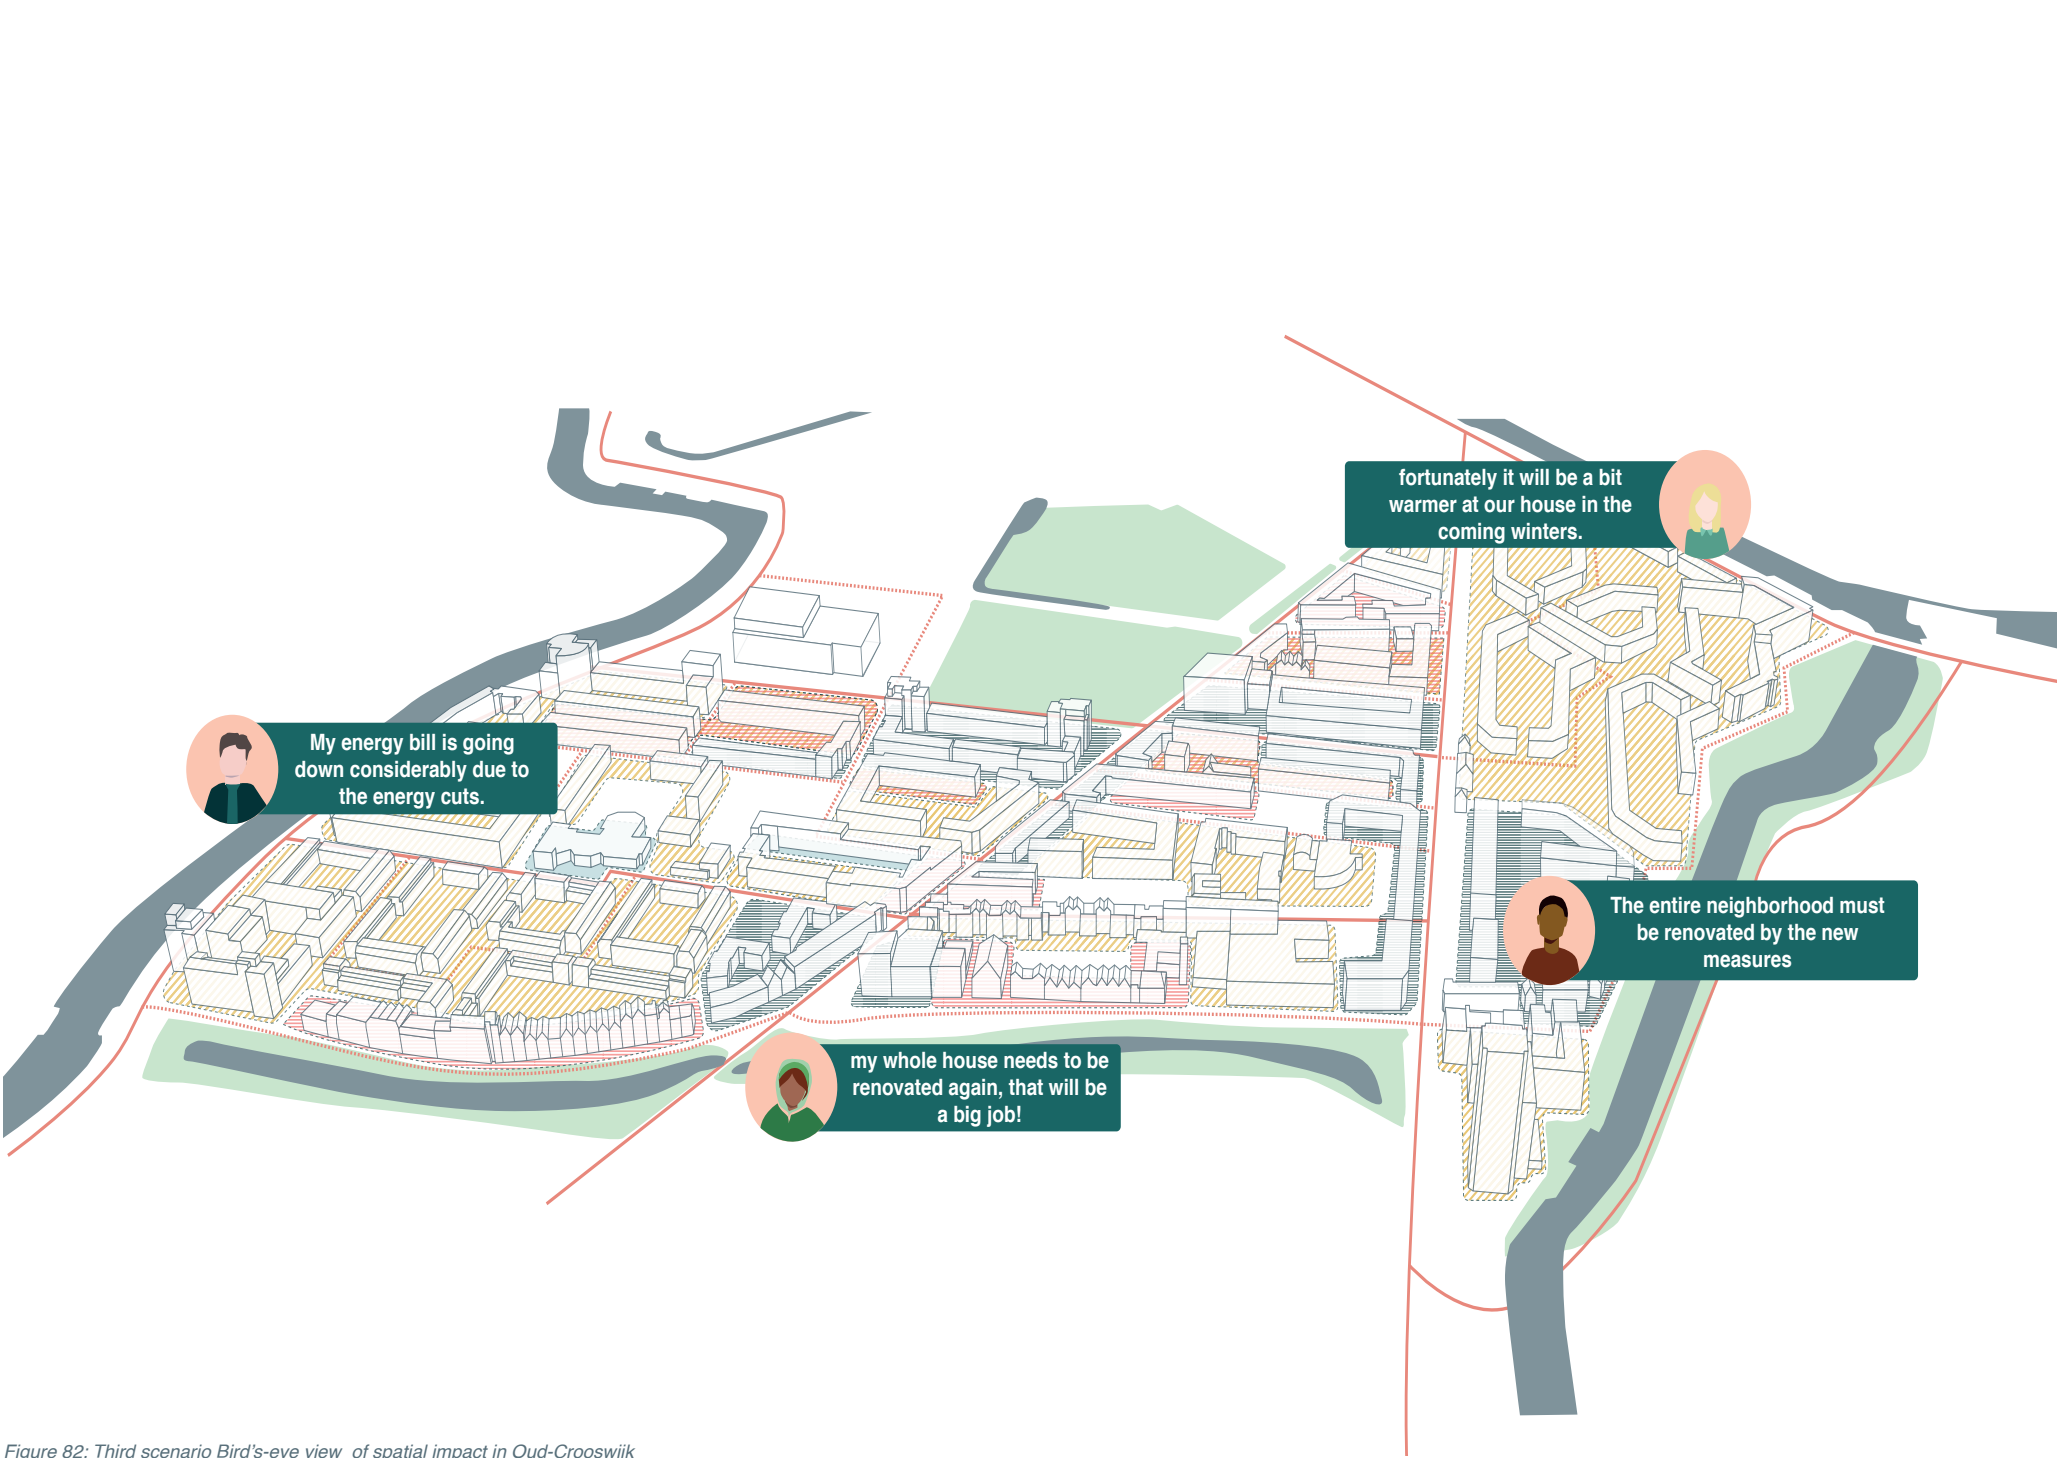 fortunately it will be a bit
warmer at our house in the
coming winters.
My energy bill is going
down considerably due to
the energy cuts.
The entire neighborhood must
be renovated by the new
measures
my whole house needs to be
renovated again, that will be
a big job!
Figure 82: Third scenario Bird's-eye view  of spatial impact in Oud-Crooswijk